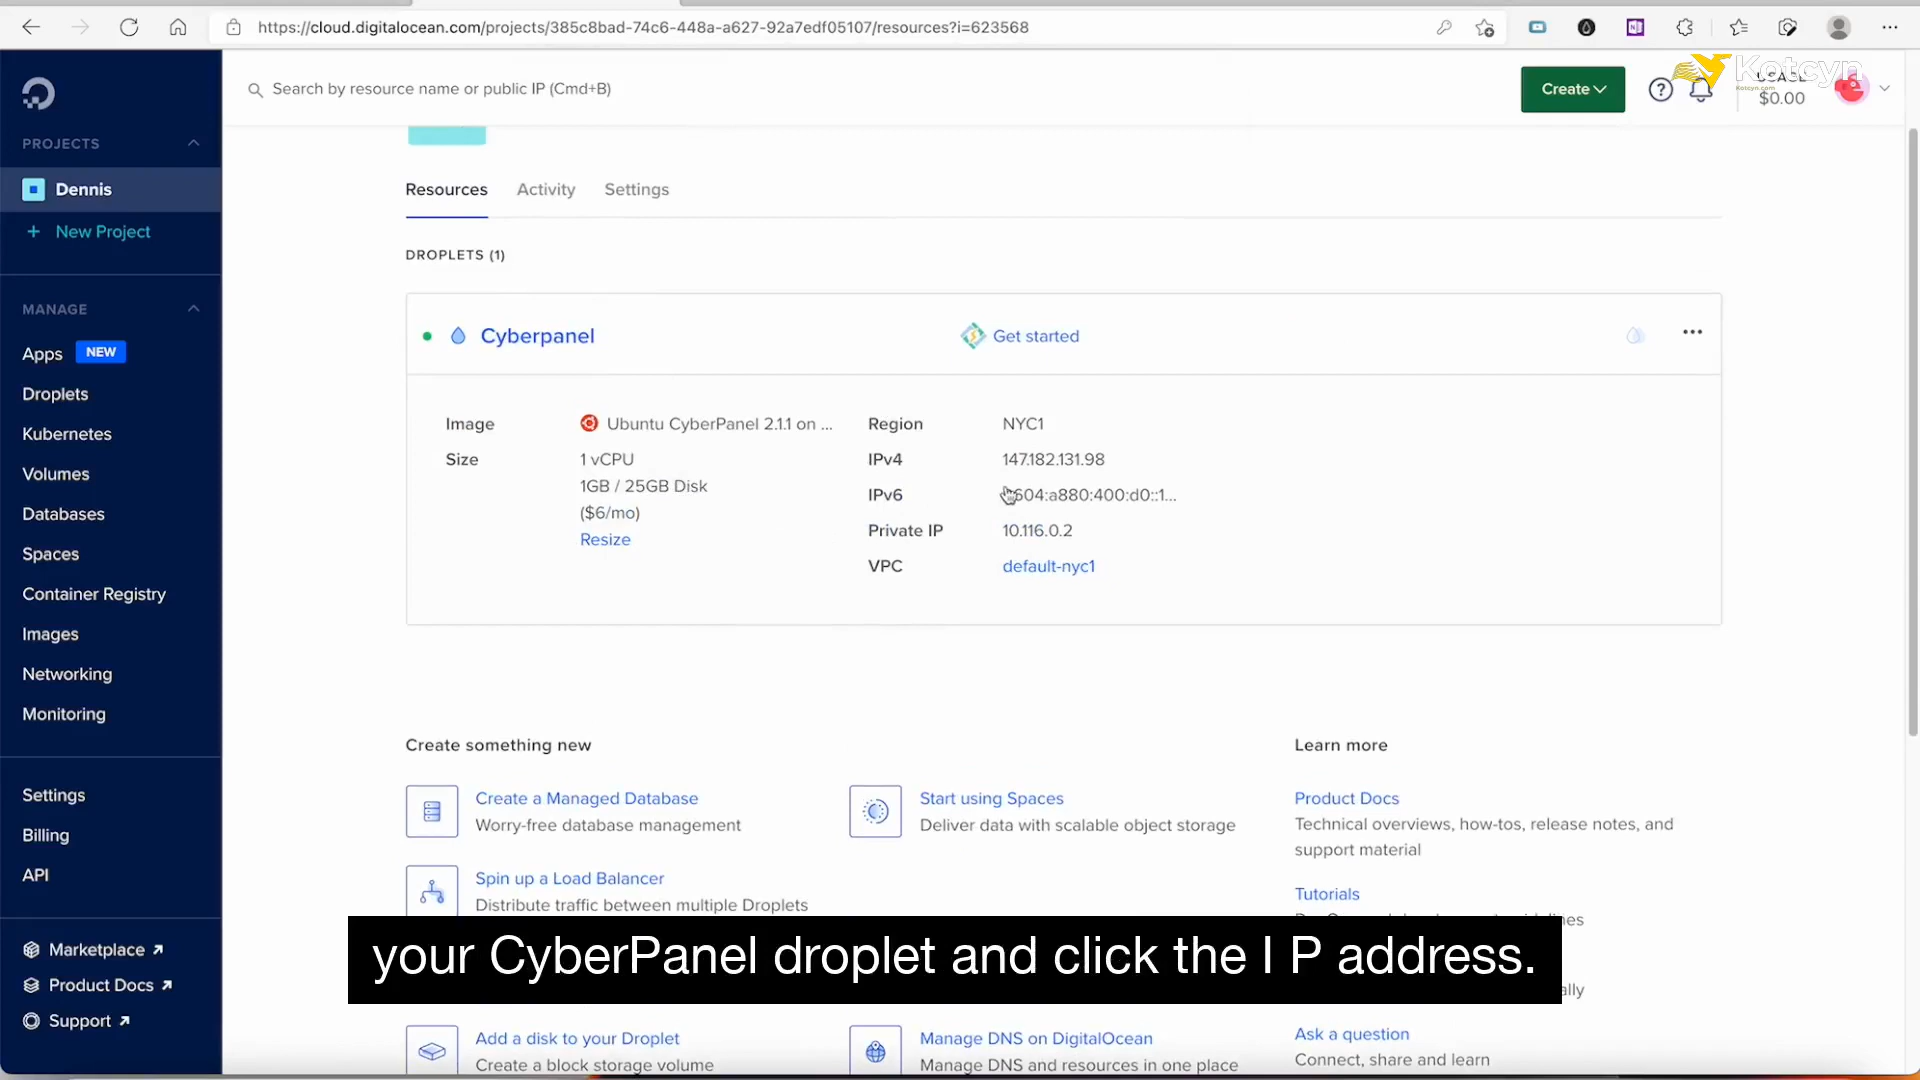 https://cloud.digitalocean.com/projects/385c8bad-74c6-448a-a627-92a7edf05107/resources?i=623568
Search by resource name or public IP (Cmd+B)
Create
Kotcyn
Kotcyn.com
USAGE
$0.00
PROJECTS
Dennis
+ New Project
MANAGE
Apps NEW
Droplets
Kubernetes
Volumes
Databases
Spaces
Container Registry
Images
Networking
Monitoring
Settings
Billing
API
Marketplace
Product Docs
Support
Resources Activity Settings
DROPLETS (1)
Cyberpanel
Get started
Image Ubuntu CyberPanel 2.1.1 on ...
Size 1 vCPU
1GB / 25GB Disk
($6/mo)
Resize
Region NYC1
IPv4 147.182.131.98
IPv6 604:a880:400:d0::1...
Private IP 10.116.0.2
VPC default-nyc1
Create something new
Create a Managed Database
Worry-free database management
Spin up a Load Balancer
Distribute traffic between multiple Droplets
Add a disk to your Droplet
Create a block storage volume
Start using Spaces
Deliver data with scalable object storage
Manage DNS on DigitalOcean
Manage DNS and resources in one place
Learn more
Product Docs
Technical overviews, how-tos, release notes, and
support material
Tutorials
Ask a question
Connect, share and learn
your CyberPanel droplet and click the I P address.